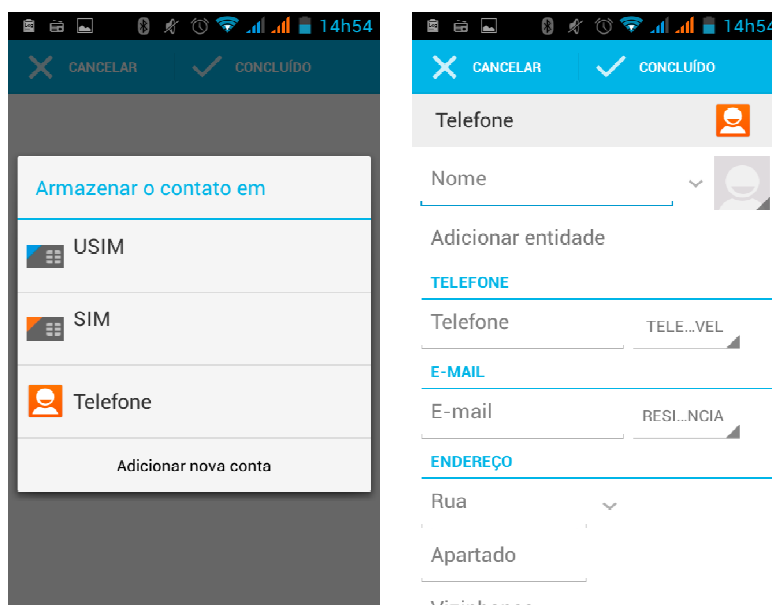 14h54
CANCELAR
CONCLUÍDO
Armazenar o contato em
USIM
SIM
Telefone
Adicionar nova conta
14h54
CANCELAR
CONCLUÍDO
Telefone
Nome
Adicionar entidade
TELEFONE
Telefone
TELE...VEL
E-MAIL
E-mail
RESI...NCIA
ENDEREÇO
Rua
Apartado